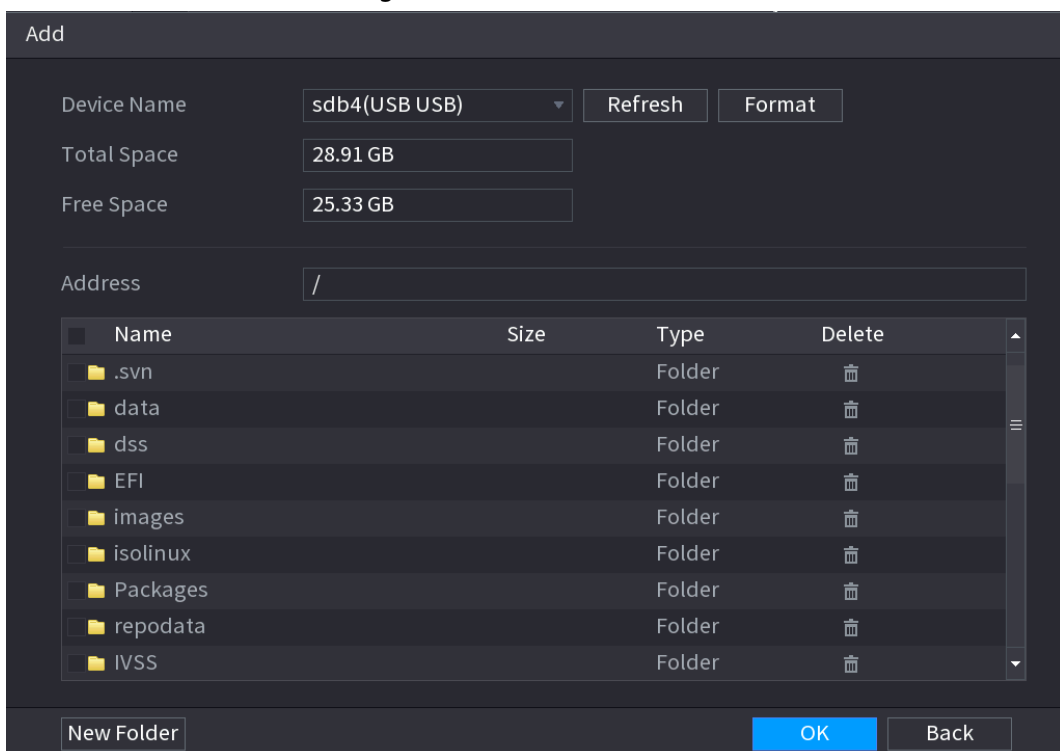 Add
Device Name sdb4(USB USB) Refresh Format
Total Space 28.91 GB
Free Space 25.33 GB
Address /
Name Size Type Delete
.svn Folder
data Folder
dss Folder
EFI Folder
images Folder
isolinux Folder
Packages Folder
repodata Folder
IVSS Folder
New Folder OK Back